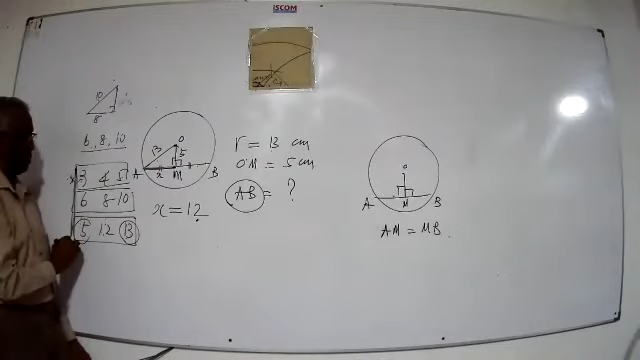 iSCOM
10
8
6, 8, 10
3 4 5
6 8-10
5 12 13
O
13
5
A x M B
x = 12
r = 13 cm
OM = 5 cm
AB = ?
o
A M B
AM = MB.